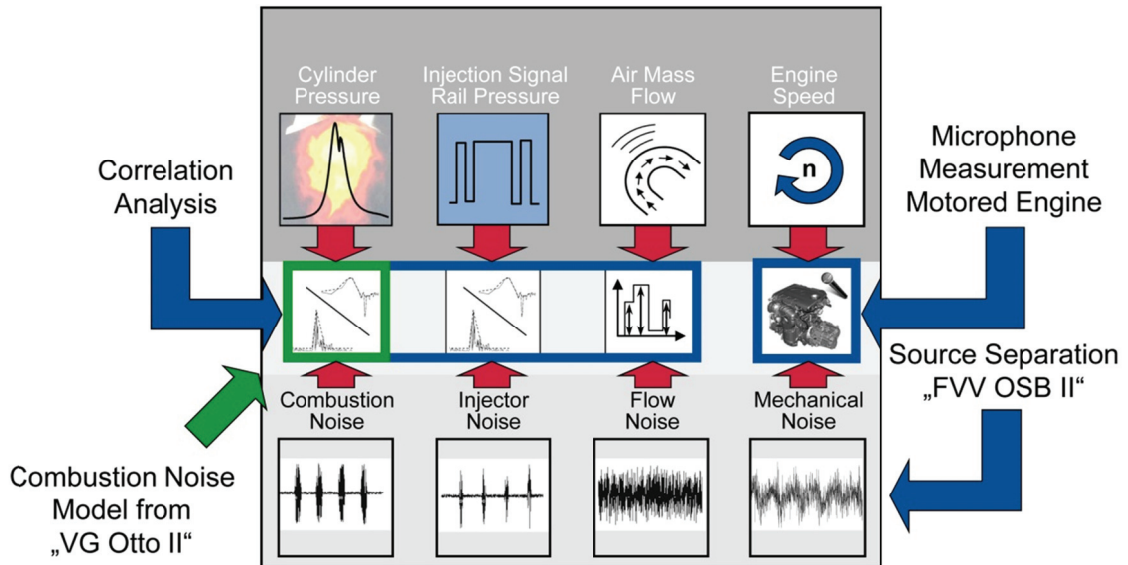 Cylinder
Pressure
Injection Signal
Rail Pressure
Air Mass
Flow
Engine
Speed
n
Correlation
Analysis
Microphone
Measurement
Motored Engine
Source Separation
„FVV OSB II“
Combustion
Noise
Injector
Noise
Flow
Noise
Mechanical
Noise
Combustion Noise
Model from
„VG Otto II“